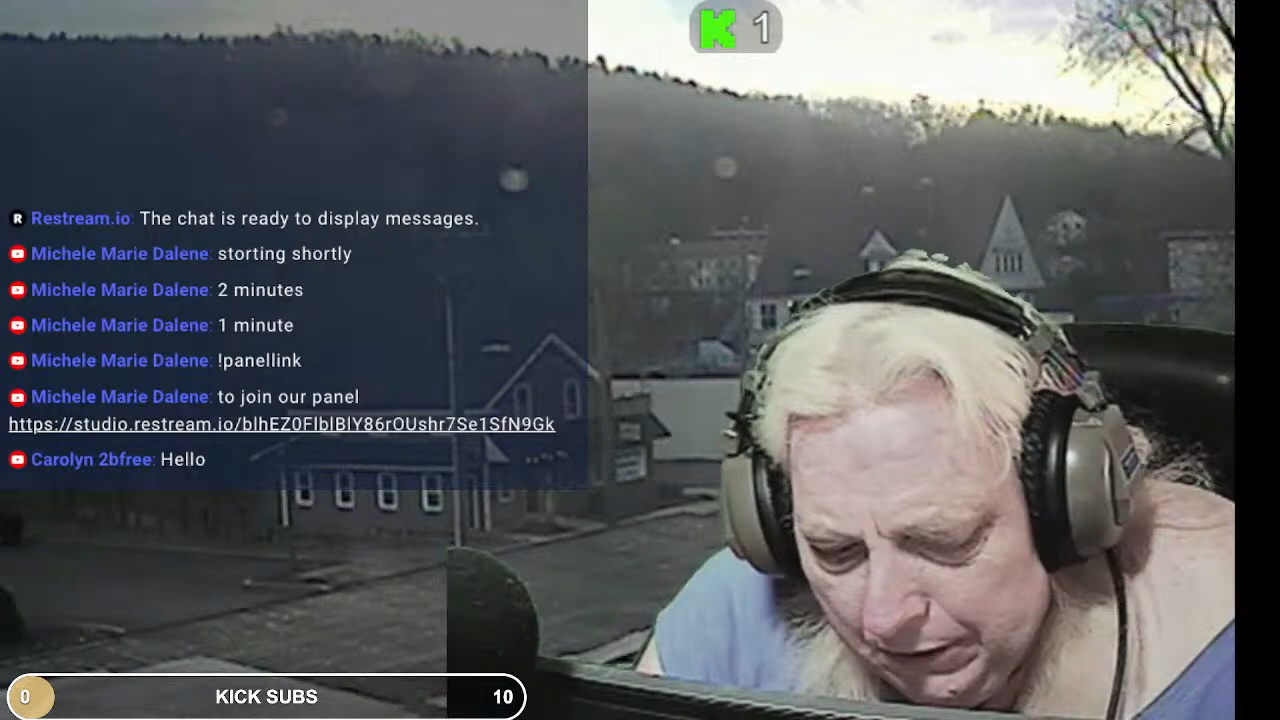 K 1
Restream.io: The chat is ready to display messages.
Michele Marie Dalene: storting shortly
Michele Marie Dalene: 2 minutes
Michele Marie Dalene: 1 minute
Michele Marie Dalene: !panellink
Michele Marie Dalene: to join our panel
https://studio.restream.io/blhEZ0FlblBlY86rOUshr7Se1SfN9Gk
Carolyn 2bfree: Hello
0 KICK SUBS 10